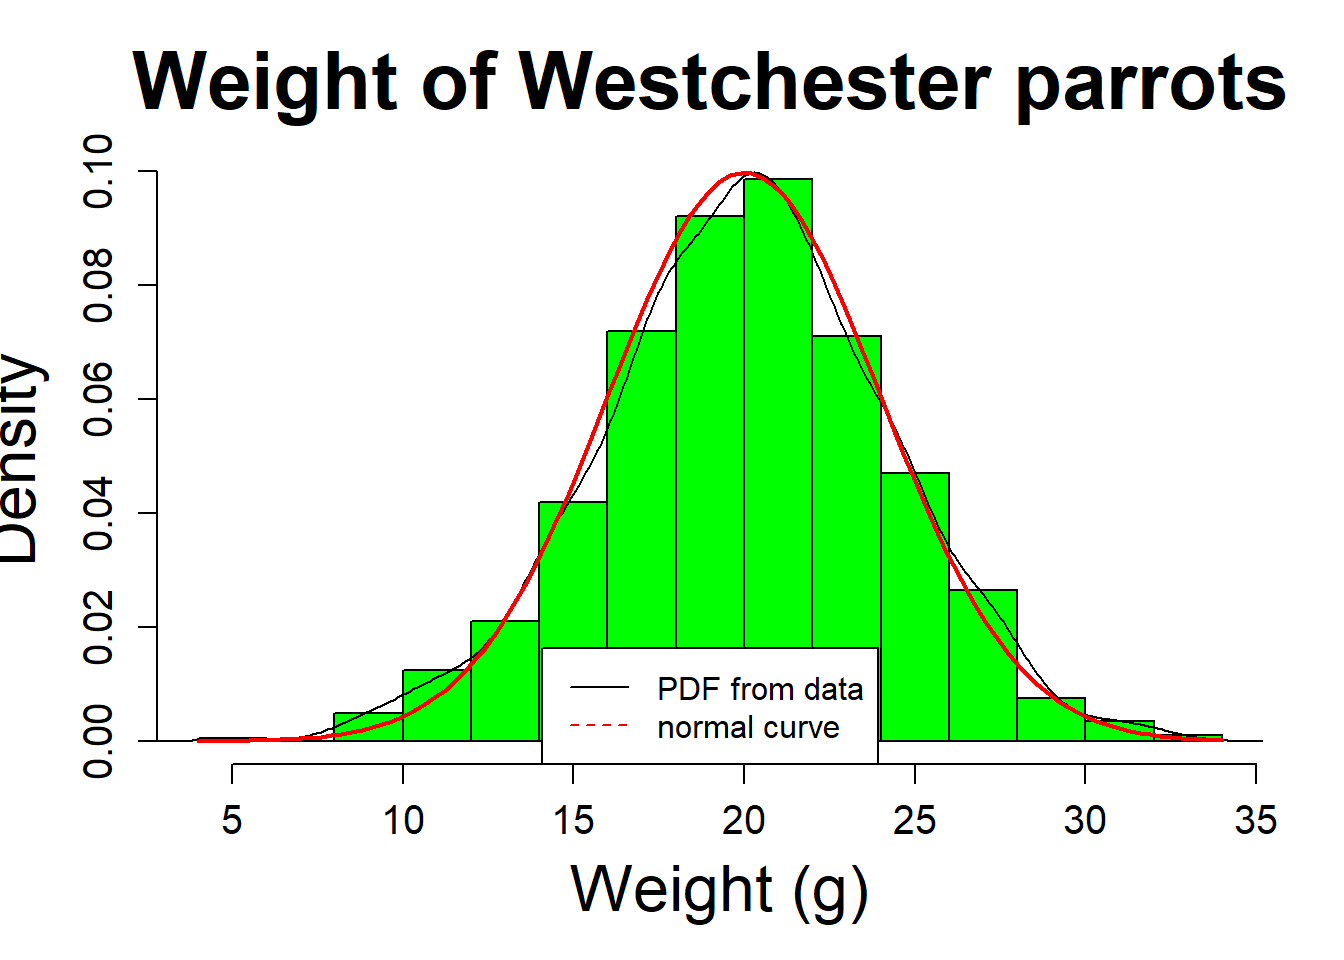 Weight of Westchester parrots
Density
0.10
0.08
0.06
0.04
0.02
0.00
PDF from data
normal curve
5 10 15 20 25 30 35
Weight (g)